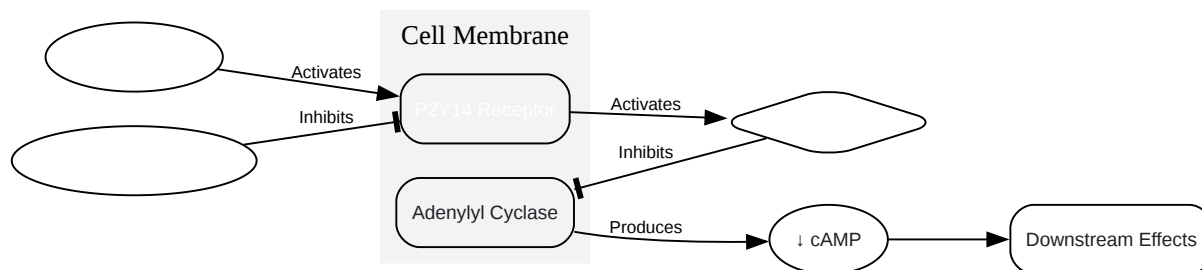 Cell Membrane
Activates
P2Y14 Receptor
Activates
Inhibits
Inhibits
Adenylyl Cyclase
Produces
↓ cAMP
Downstream Effects